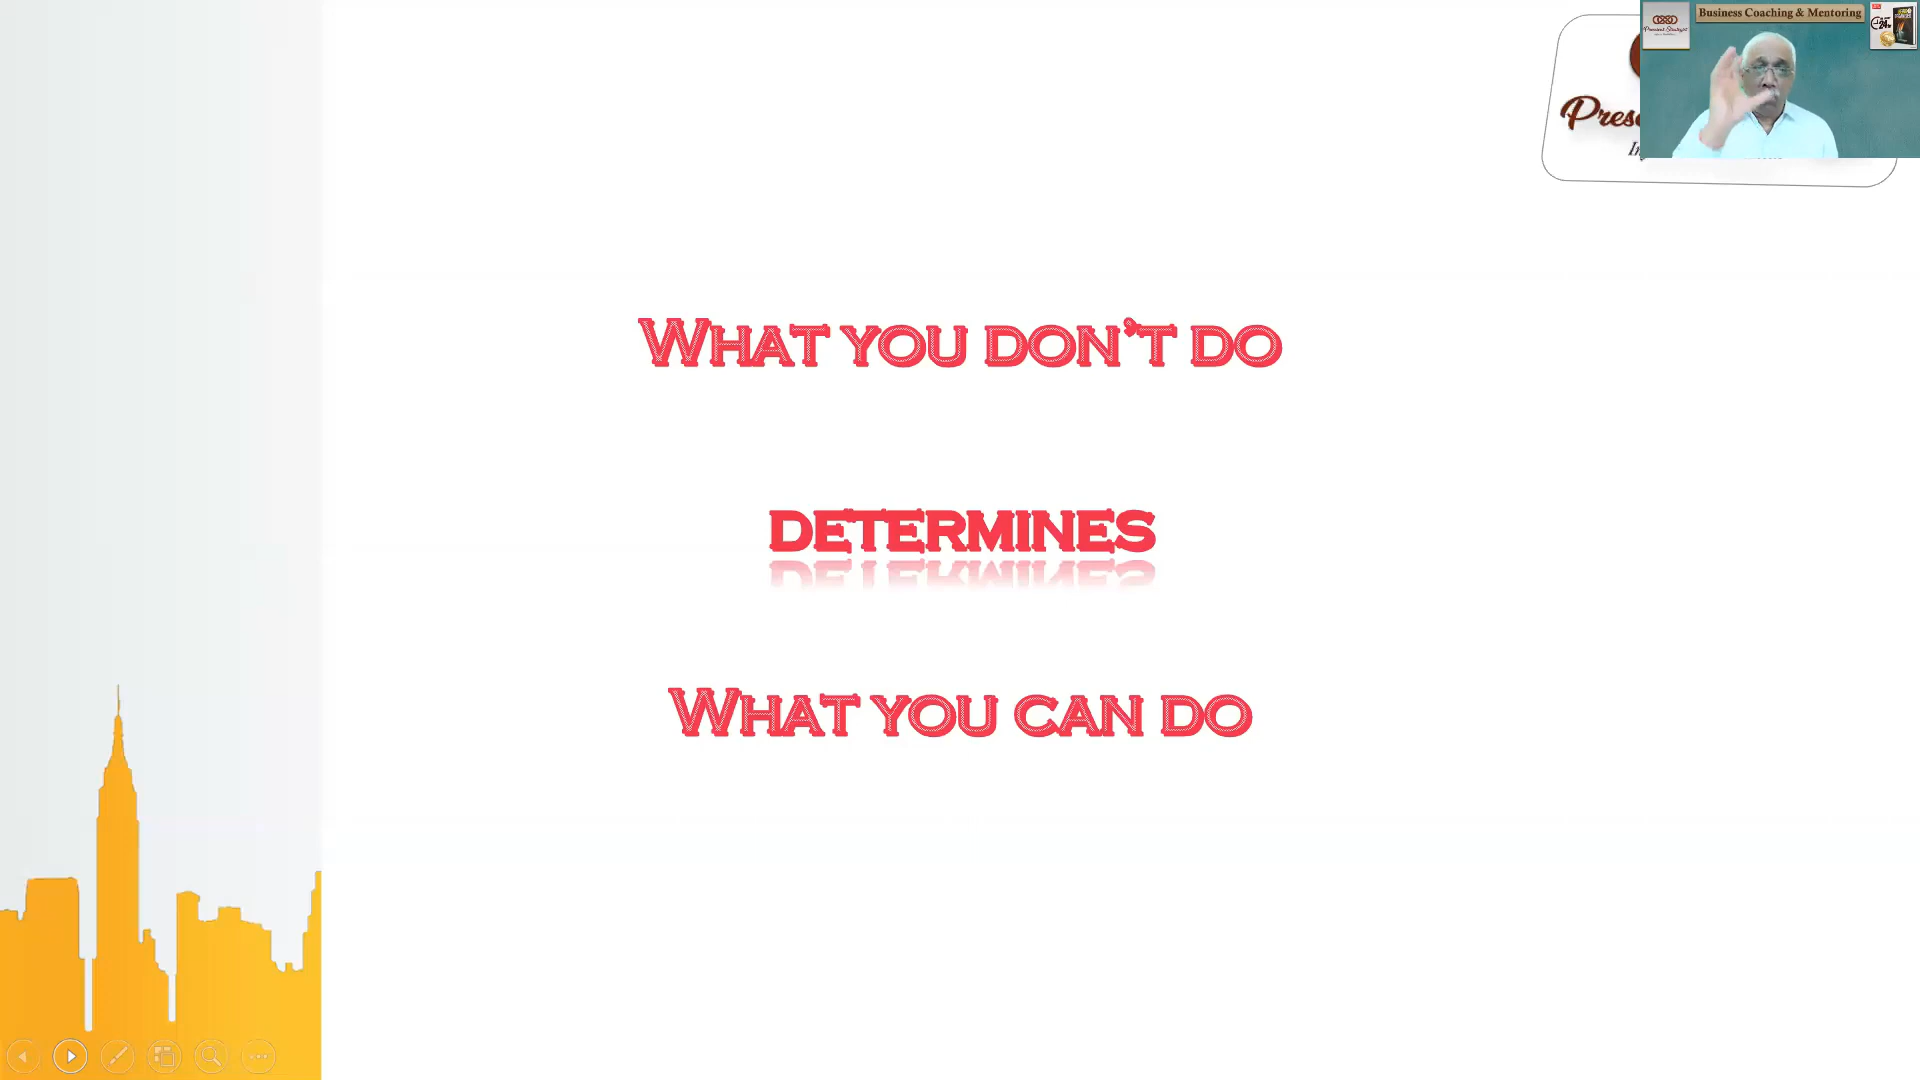 Business Coaching & Mentoring
What you don't do
determines
What you can do